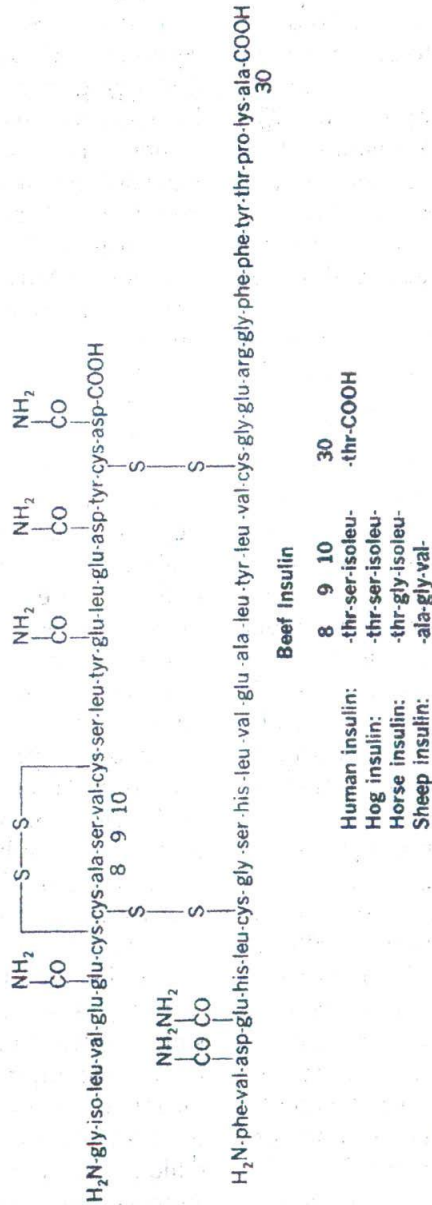 NH₂ NH₂ NH₂ NH₂
CO S—S CO CO CO
H₂N-gly-iso-leu-val-glu-glu-cys-cys-ala-ser-val-cys-ser-leu-tyr-glu-leu-glu-asp-tyr-cys-asp-COOH
8 9 10
S S
NH₂NH₂
CO CO S S
H₂N-phe-val-asp-glu-his-leu-cys-gly-ser-his-leu-val-glu-ala-leu-tyr-leu-val-cys-gly-glu-arg-gly-phe-phe-tyr-thr-pro-lys-ala-COOH
30
Beef Insulin
8 9 10 30
Human insulin: -thr-ser-isoleu- -thr-COOH
Hog insulin: -thr-ser-isoleu-
Horse insulin: -thr-gly-isoleu-
Sheep insulin: -ala-gly-val-